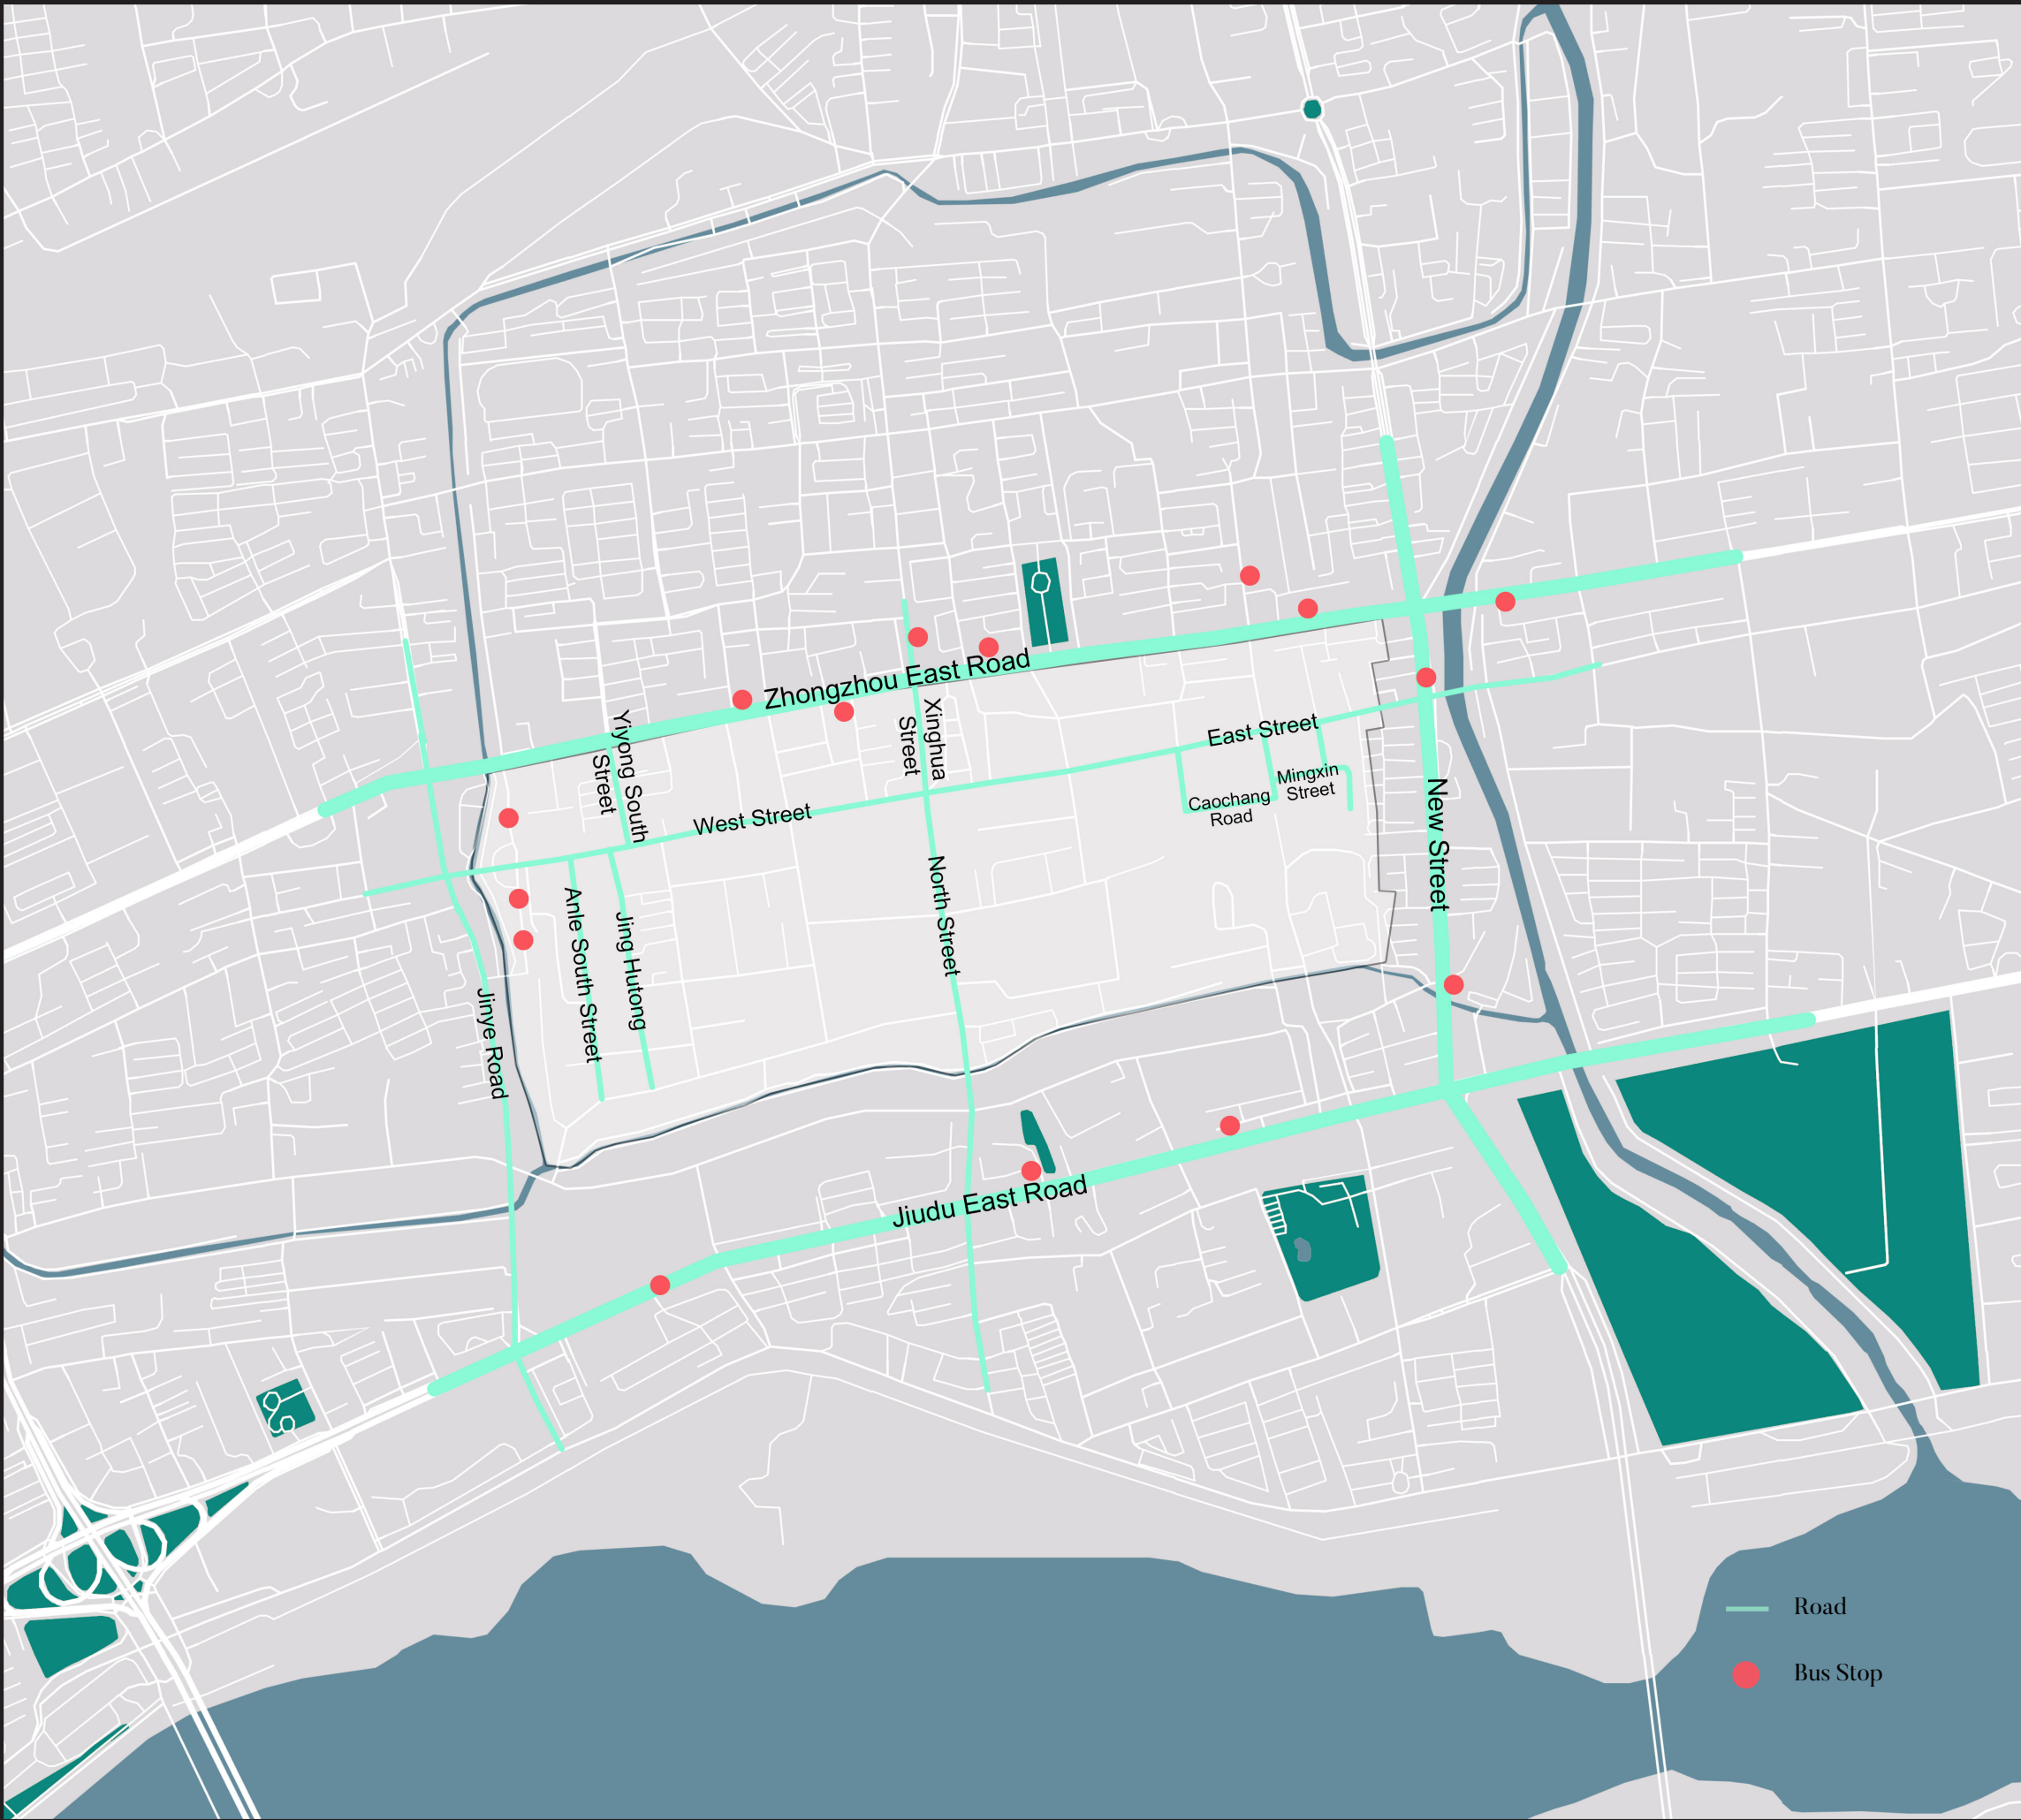 Zhongzhou East Road
Yiyong South
Street
Xinghua
Street
East Street
West Street
Mingxin
Street
Caochang
Road
New Street
North Street
Anle South Street
Jing Hutong
Jinye Road
Jiudu East Road
Road
Bus Stop